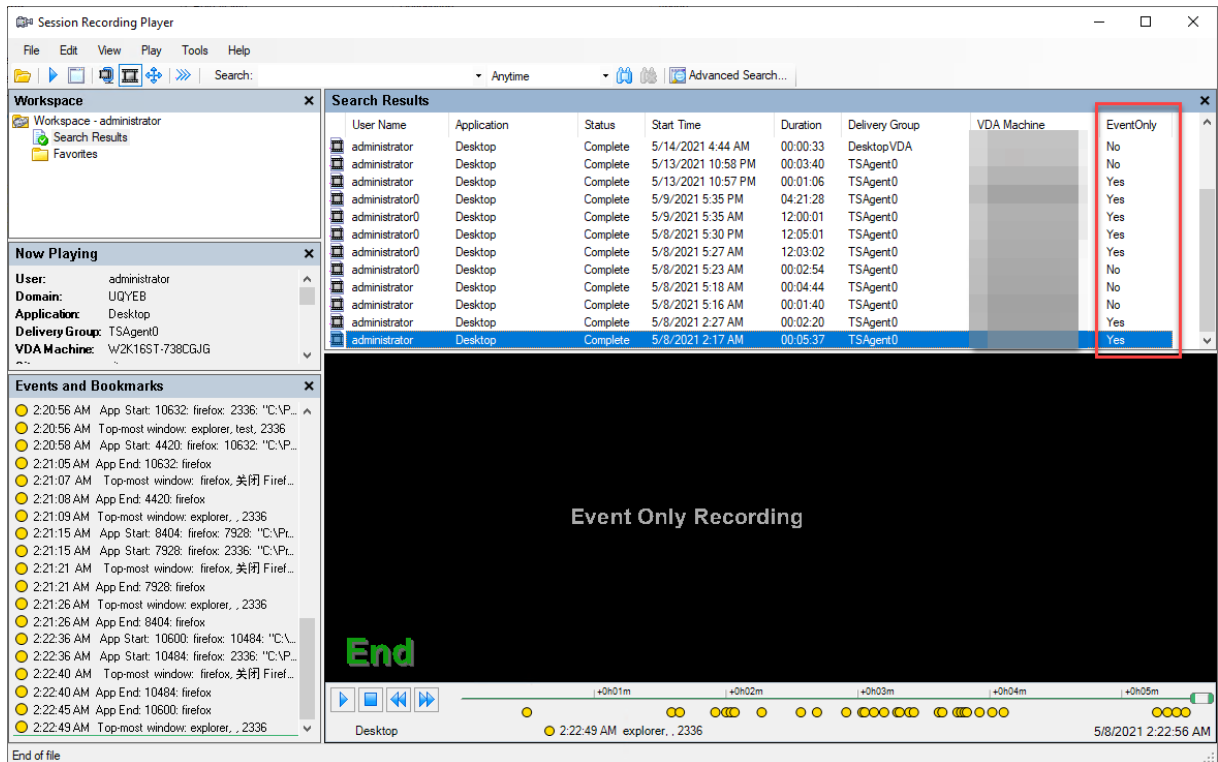 Session Recording Player
File Edit View Play Tools Help
Search: Anytime Advanced Search...
Workspace
Workspace - administrator
Search Results
Favorites
Now Playing
User: administrator
Domain: UQYEB
Application: Desktop
Delivery Group: TSAgent0
VDA Machine: W2K16ST-738CGJG
Events and Bookmarks
2:20:56 AM App Start: 10632: firefox: 2336: "C:\P...
2:20:56 AM Top-most window: explorer, test, 2336
2:20:58 AM App Start: 4420: firefox: 10632: "C:\P...
2:21:05 AM App End: 10632: firefox
2:21:07 AM Top-most window: firefox, 关闭 Firef...
2:21:08 AM App End: 4420: firefox
2:21:09 AM Top-most window: explorer, , 2336
2:21:15 AM App Start: 8404: firefox: 7928: "C:\Pr...
2:21:15 AM App Start: 7928: firefox: 2336: "C:\Pr...
2:21:21 AM Top-most window: firefox, 关闭 Firef...
2:21:21 AM App End: 7928: firefox
2:21:26 AM Top-most window: explorer, , 2336
2:21:26 AM App End: 8404: firefox
2:22:36 AM App Start: 10600: firefox: 10484: "C:\...
2:22:36 AM App Start: 10484: firefox: 2336: "C:\P...
2:22:40 AM Top-most window: firefox, 关闭 Firef...
2:22:40 AM App End: 10484: firefox
2:22:45 AM App End: 10600: firefox
2:22:49 AM Top-most window: explorer, , 2336
Search Results
User Name Application Status Start Time Duration Delivery Group VDA Machine EventOnly
administrator Desktop Complete 5/14/2021 4:44 AM 00:00:33 DesktopVDA No
administrator Desktop Complete 5/13/2021 10:58 PM 00:03:40 TSAgent0 No
administrator Desktop Complete 5/13/2021 10:57 PM 00:01:06 TSAgent0 Yes
administrator0 Desktop Complete 5/9/2021 5:35 PM 04:21:28 TSAgent0 Yes
administrator0 Desktop Complete 5/9/2021 5:35 AM 12:00:01 TSAgent0 Yes
administrator0 Desktop Complete 5/8/2021 5:30 PM 12:05:01 TSAgent0 Yes
administrator0 Desktop Complete 5/8/2021 5:27 AM 12:03:02 TSAgent0 Yes
administrator0 Desktop Complete 5/8/2021 5:23 AM 00:02:54 TSAgent0 No
administrator Desktop Complete 5/8/2021 5:18 AM 00:04:44 TSAgent0 No
administrator Desktop Complete 5/8/2021 5:16 AM 00:01:40 TSAgent0 No
administrator Desktop Complete 5/8/2021 2:27 AM 00:02:20 TSAgent0 Yes
administrator Desktop Complete 5/8/2021 2:17 AM 00:05:37 TSAgent0 Yes
Event Only Recording
End
+0h01m +0h02m +0h03m +0h04m +0h05m
Desktop 2:22:49 AM explorer, , 2336 5/8/2021 2:22:56 AM
End of file